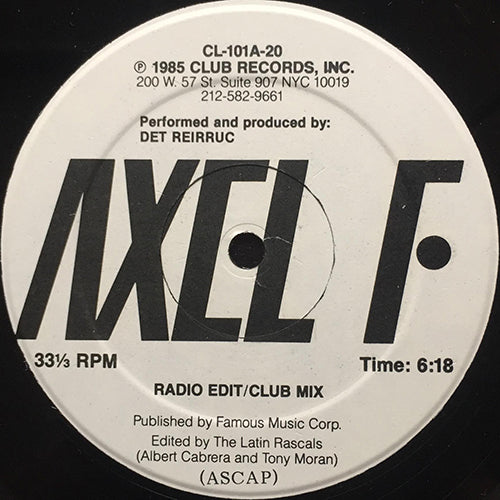 CL-101A-20
℗ 1985 CLUB RECORDS, INC.
200 W. 57 St. Suite 907 NYC 10019
212-582-9661
Performed and produced by:
DET REIRRUC
AXEL F•
33⅓ RPM
Time: 6:18
RADIO EDIT/CLUB MIX
Published by Famous Music Corp.
Edited by The Latin Rascals
(Albert Cabrera and Tony Moran)
(ASCAP)